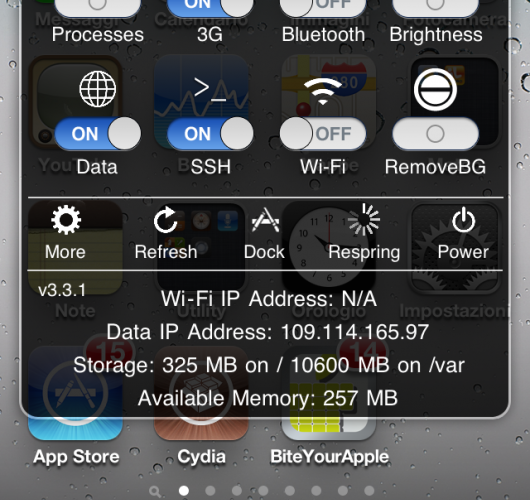 Messaggi Calendario Immagini Fotocamera
ON OFF
Processes 3G Bluetooth Brightness
280
ON ON OFF
Data SSH Wi-Fi RemoveBG
More Refresh Dock Respring Power
v3.3.1
Wi-Fi IP Address: N/A
Note Utility Orologio Impostazioni
Data IP Address: 109.114.165.97
Storage: 325 MB on / 10600 MB on /var
15 14
Available Memory: 257 MB
App Store Cydia BiteYourApple